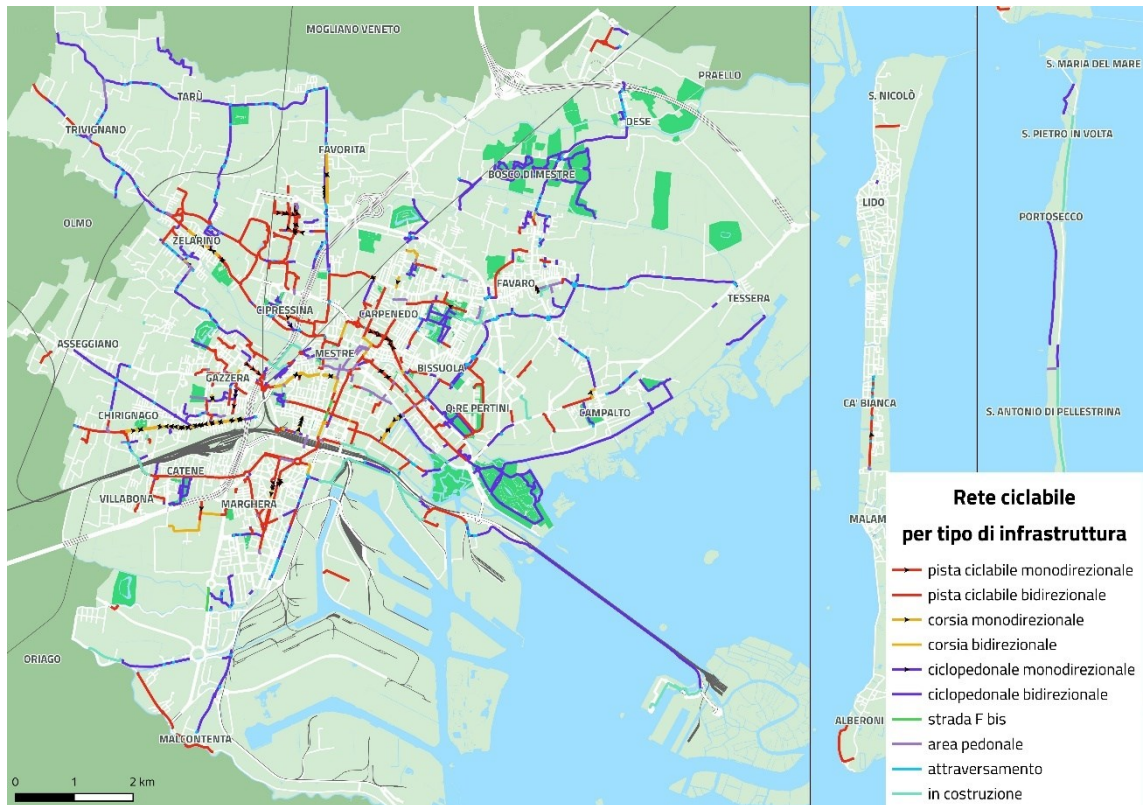 MOGLIANO VENETO
PRAELLO
TARÙ
DESE
TRIVIGNANO
FAVORITA
BOSCO DI MESTRE
OLMO
ZELARINO
FAVARO
TESSERA
CIPRESSINA
CARPENEDO
ASSEGGIANO
MESTRE
BISSUOLA
GAZZERA
CHIRIGNAGO
Q.RE PERTINI
CAMPALTO
CATENE
VILLABONA
MARGHERA
ORIAGO
MALCONTENTA
0 1 2 km
S. NICOLÒ
LIDO
CA' BIANCA
MALAM
ALBERONI
S. MARIA DEL MARE
S. PIETRO IN VOLTA
PORTOSECCO
S. ANTONIO DI PELLESTRINA
Rete ciclabile
per tipo di infrastruttura
pista ciclabile monodirezionale
pista ciclabile bidirezionale
corsia monodirezionale
corsia bidirezionale
ciclopedonale monodirezionale
ciclopedonale bidirezionale
strada F bis
area pedonale
attraversamento
in costruzione